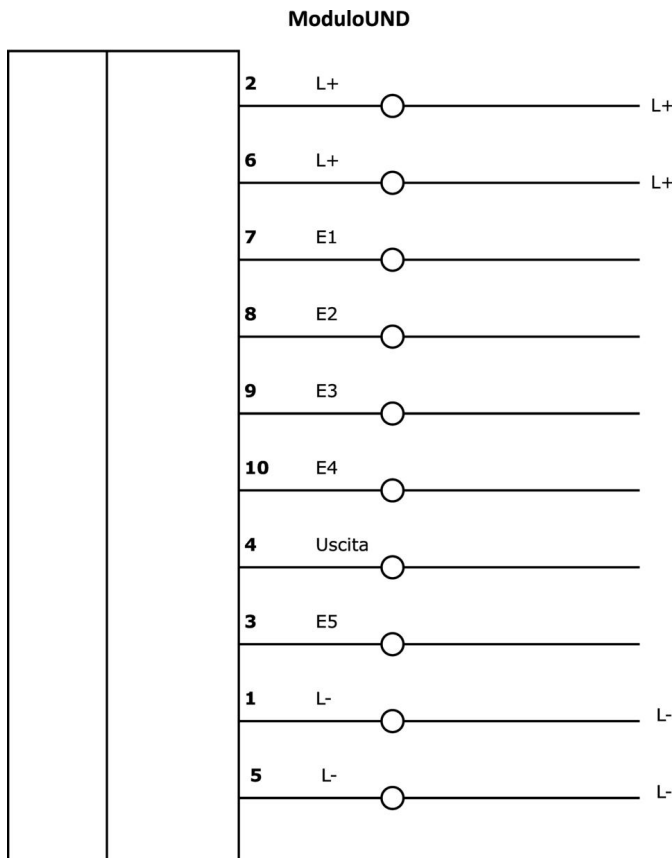 ModuloUND
2 L+
L+
6 L+
L+
7 E1
8 E2
9 E3
10 E4
4 Uscita
3 E5
1 L-
L-
5 L-
L-